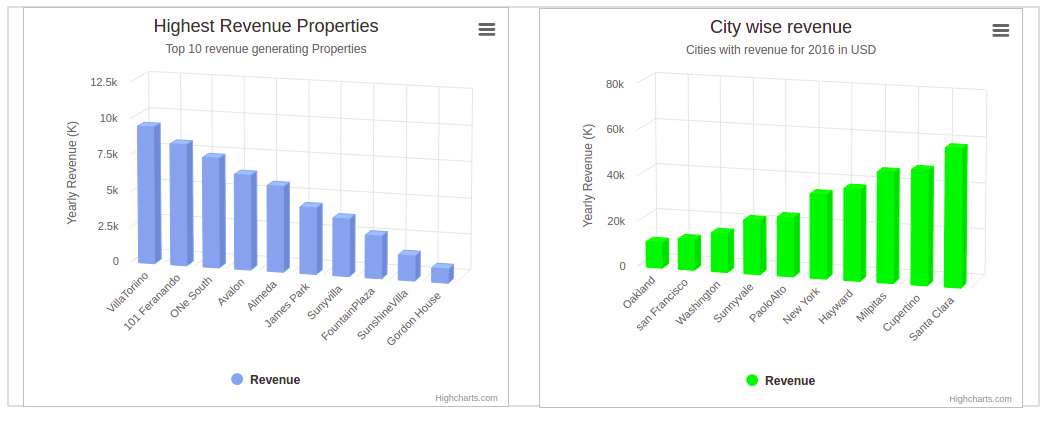 Highest Revenue Properties
Top 10 revenue generating Properties
Yearly Revenue (K)
12.5k
10k
7.5k
5k
2.5k
0
VillaTorino
101 Feranando
ONe South
Avalon
Almeda
James Park
Sunyvilla
FountainPlaza
SunshineVilla
Gordon House
Revenue
Highcharts.com
City wise revenue
Cities with revenue for 2016 in USD
Yearly Revenue (K)
80k
60k
40k
20k
0
Oakland
san Francisco
Washington
Sunnyvale
PaoloAlto
New York
Hayward
Milpitas
Cupertino
Santa Clara
Revenue
Highcharts.com